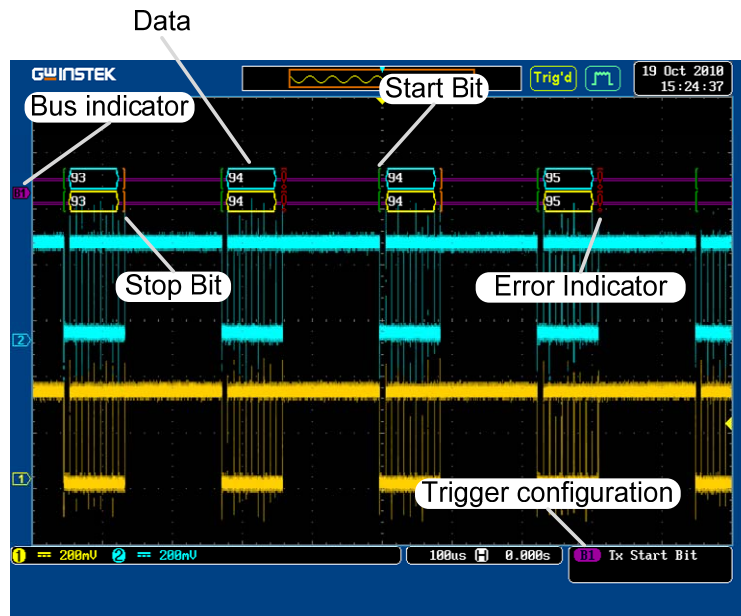 Data
GWINSTEK
Trig'd
19 Oct 2010
15:24:37
Start Bit
Bus indicator
93
94
94
95
B1
93
94
94
95
Stop Bit
Error Indicator
2
1
Trigger configuration
1 200mV 2 200mV
100us H 0.000s
B1 Tx Start Bit